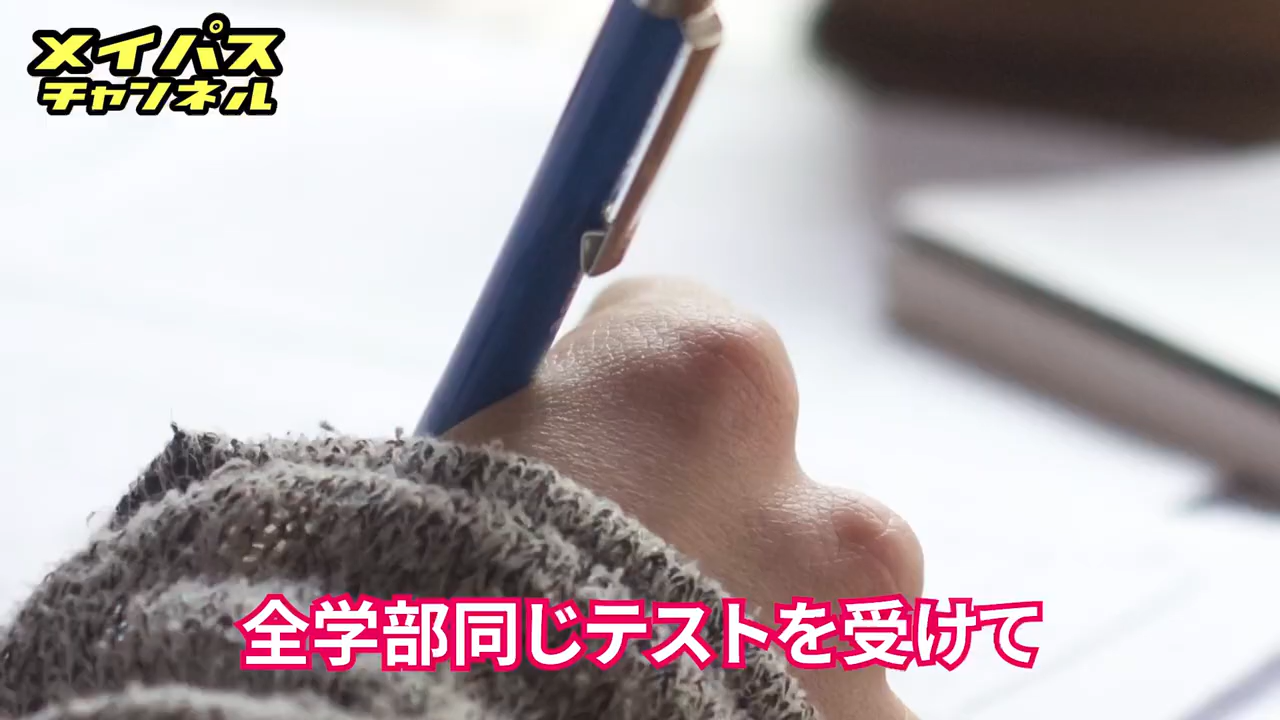 メイパス
チャンネル
全学部同じテストを受けて